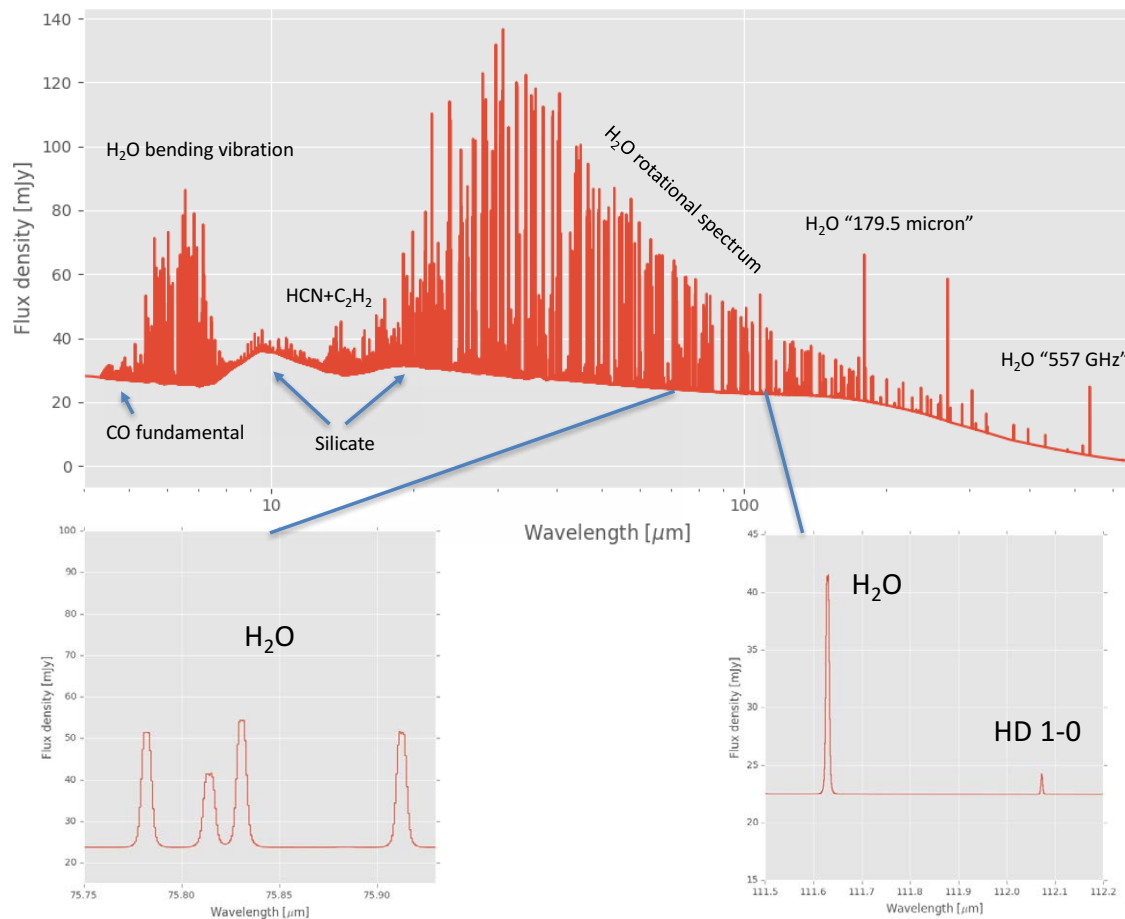 140
120
100
80
60
40
20
0
Flux density [mJy]
H₂O bending vibration
H₂O rotational spectrum
H₂O “179.5 micron”
HCN+C₂H₂
H₂O “557 GHz”
CO fundamental
Silicate
10
100
Wavelength [μm]
100
90
80
70
60
50
40
30
20
Flux density [mJy]
H₂O
75.75
75.80
75.85
75.90
Wavelength [μm]
45
40
35
30
25
20
15
Flux density [mJy]
H₂O
HD 1-0
111.5
111.6
111.7
111.8
111.9
112.0
112.1
112.2
Wavelength [μm]